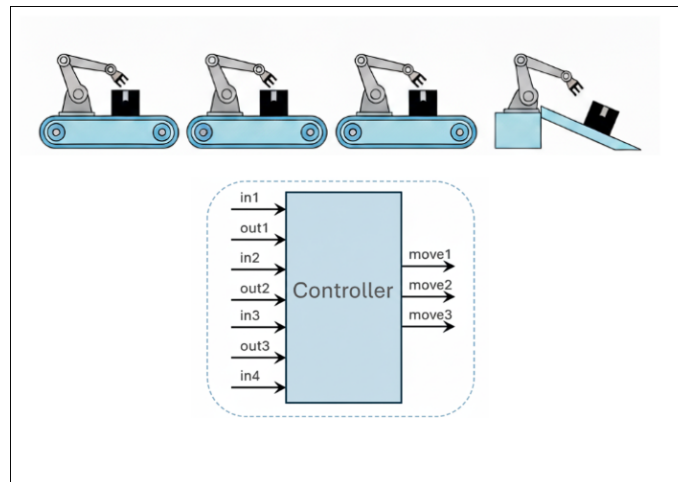 in1
out1
in2
move1
out2
Controller
move2
in3
move3
out3
in4